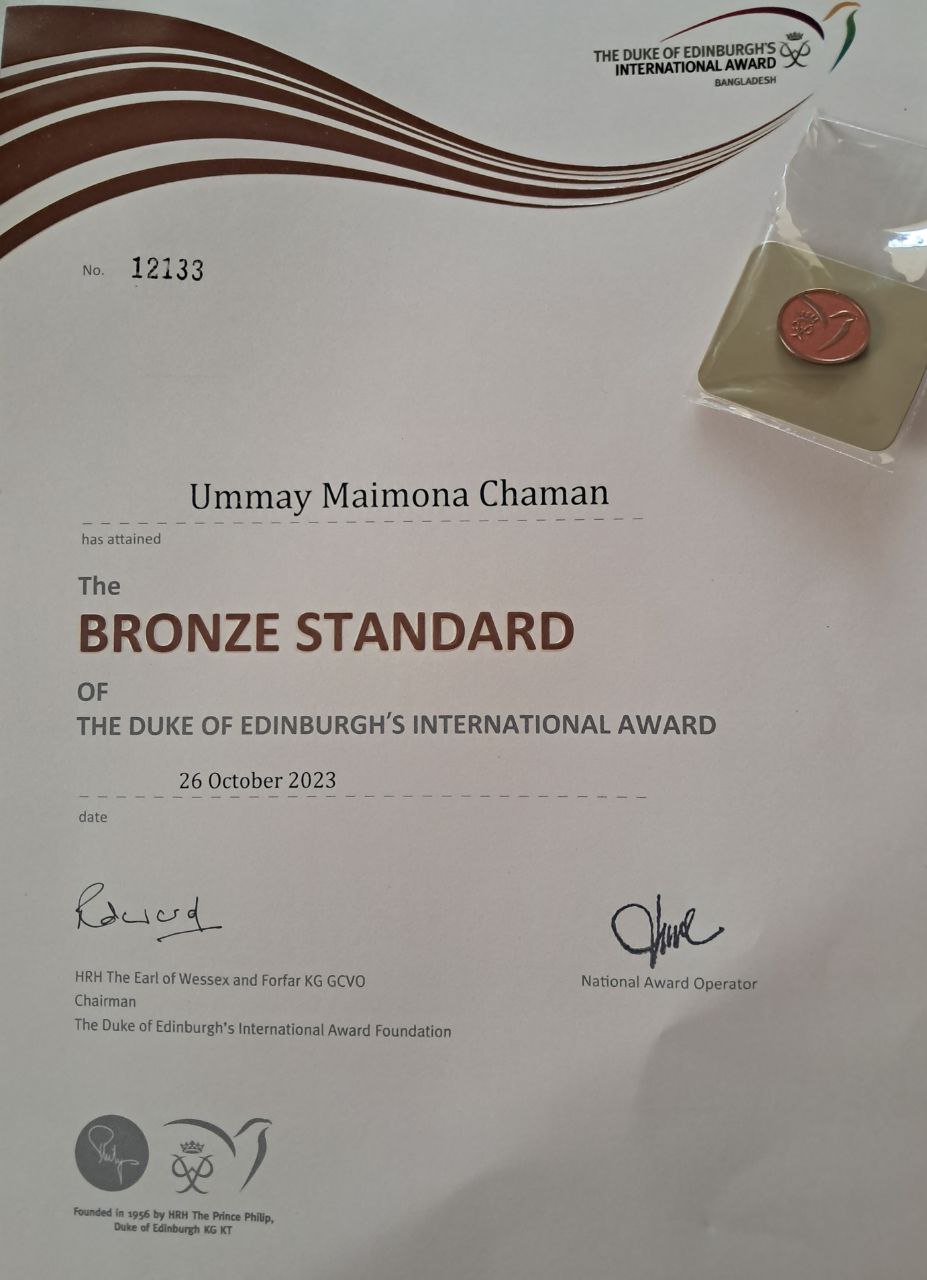 THE DUKE OF EDINBURGH'S
INTERNATIONAL AWARD
BANGLADESH
No. 12133
Ummay Maimona Chaman
has attained
The
BRONZE STANDARD
OF
THE DUKE OF EDINBURGH'S INTERNATIONAL AWARD
26 October 2023
date
Edward
HRH The Earl of Wessex and Forfar KG GCVO
Chairman
The Duke of Edinburgh's International Award Foundation
National Award Operator
Founded in 1956 by HRH The Prince Philip,
Duke of Edinburgh KG KT